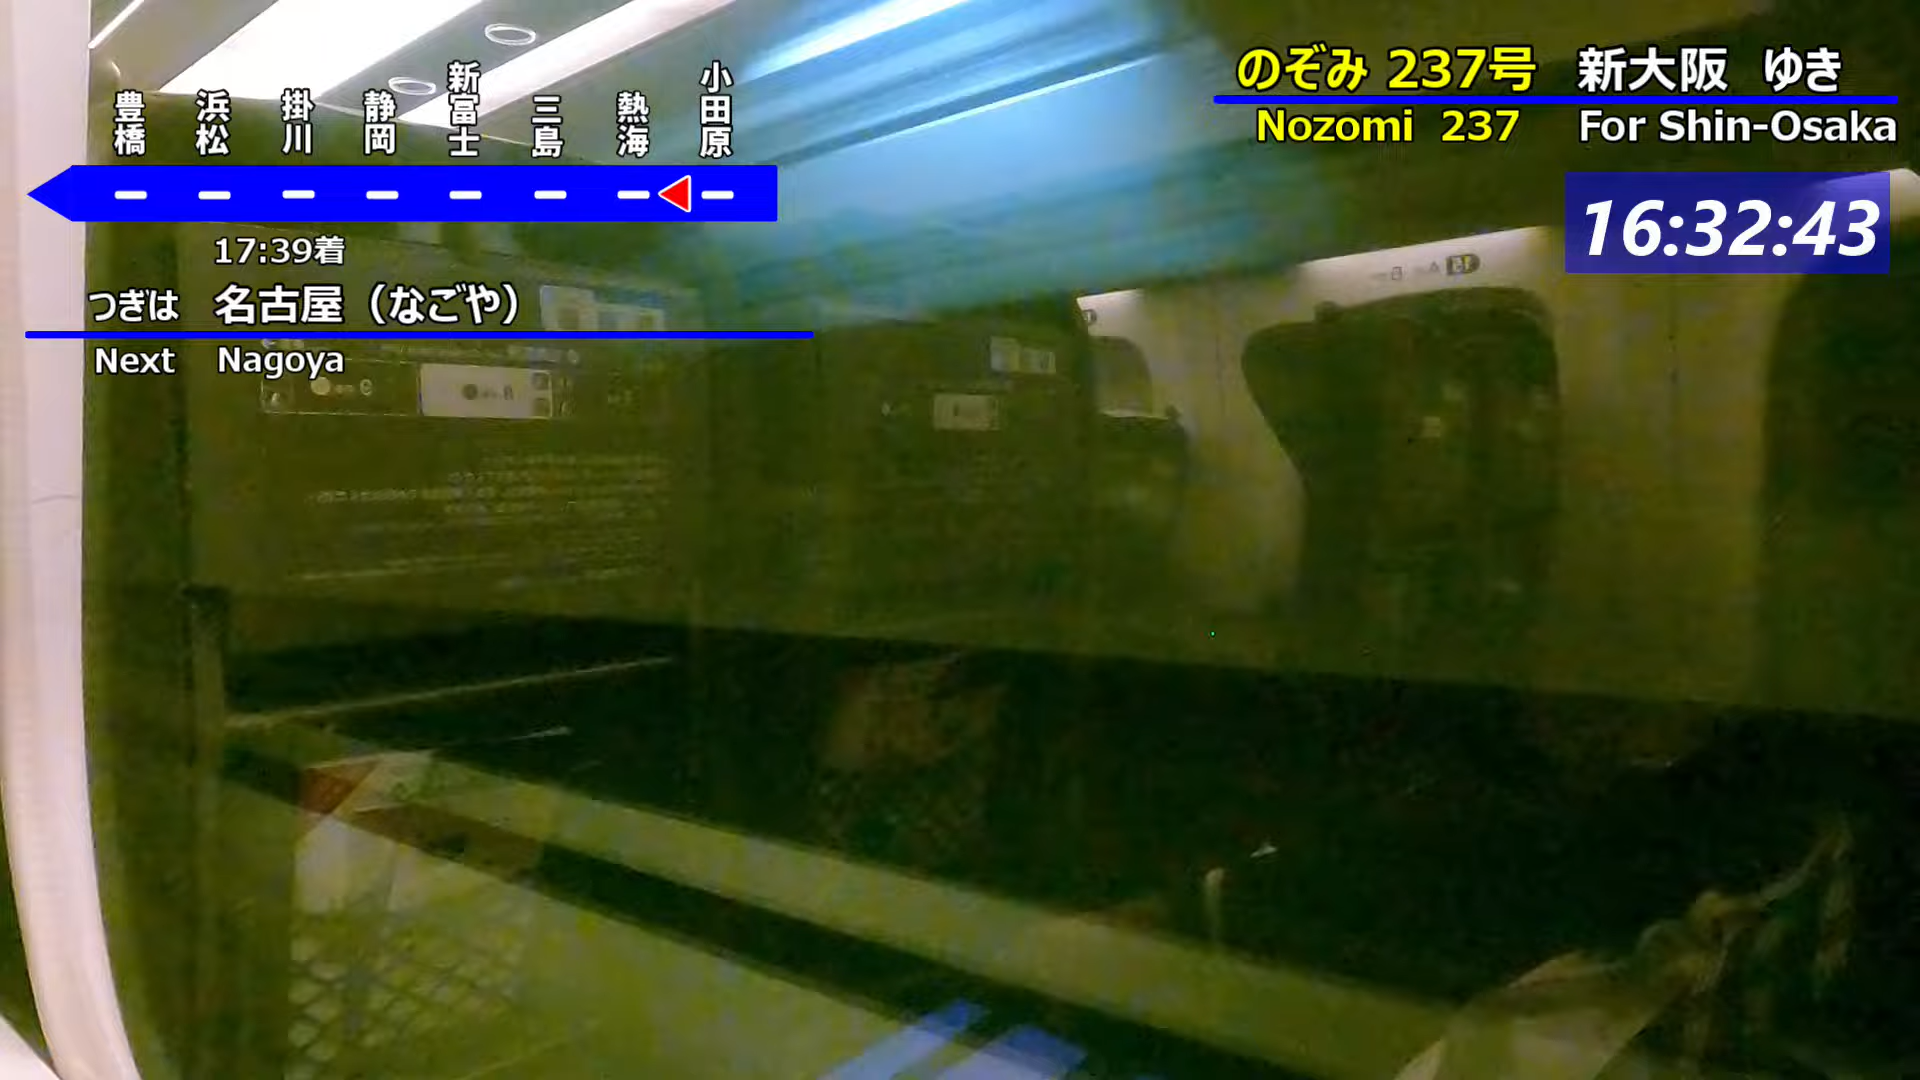 豊橋
浜松
掛川
静岡
新富士
三島
熱海
小田原
17:39着
つぎは 名古屋（なごや）
Next Nagoya
のぞみ 237号 新大阪 ゆき
Nozomi 237 For Shin-Osaka
16:32:43